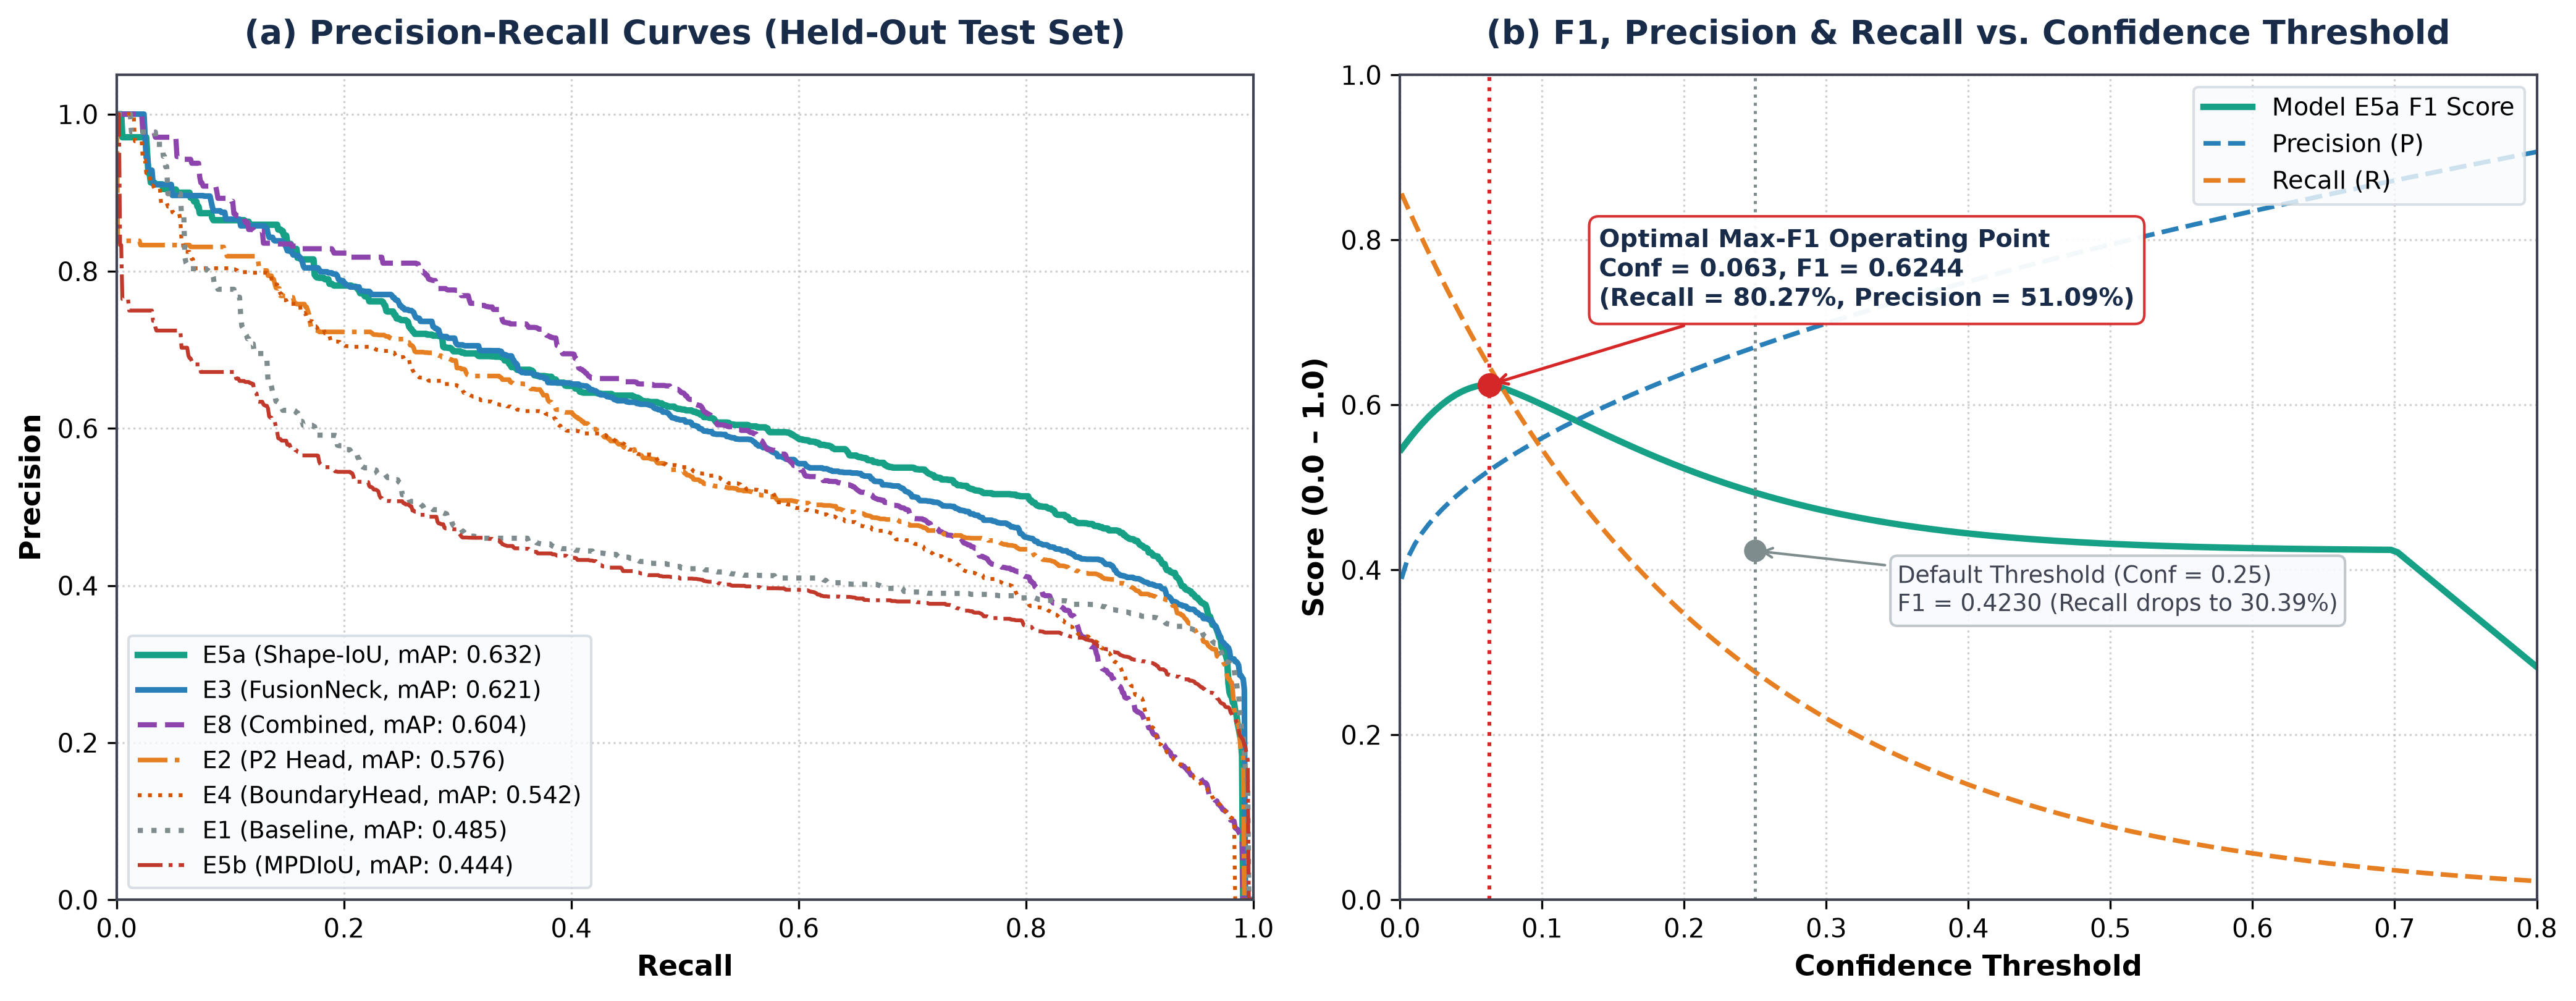 (a) Precision-Recall Curves (Held-Out Test Set)
Precision
1.0
0.8
0.6
0.4
0.2
0.0
E5a (Shape-IoU, mAP: 0.632)
E3 (FusionNeck, mAP: 0.621)
E8 (Combined, mAP: 0.604)
E2 (P2 Head, mAP: 0.576)
E4 (BoundaryHead, mAP: 0.542)
E1 (Baseline, mAP: 0.485)
E5b (MPDIoU, mAP: 0.444)
0.0 0.2 0.4 0.6 0.8 1.0
Recall
(b) F1, Precision & Recall vs. Confidence Threshold
Score (0.0 – 1.0)
1.0
0.8
0.6
0.4
0.2
0.0
Model E5a F1 Score
Precision (P)
Recall (R)
Optimal Max-F1 Operating Point
Conf = 0.063, F1 = 0.6244
(Recall = 80.27%, Precision = 51.09%)
Default Threshold (Conf = 0.25)
F1 = 0.4230 (Recall drops to 30.39%)
0.0 0.1 0.2 0.3 0.4 0.5 0.6 0.7 0.8
Confidence Threshold